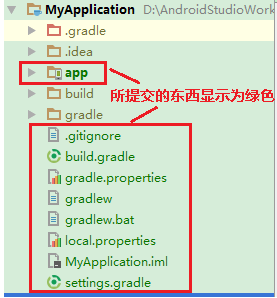 MyApplication D:\AndroidStudioWork
.gradle
.idea
app
build
所提交的东西显示为绿色
gradle
.gitignore
build.gradle
gradle.properties
gradlew
gradlew.bat
local.properties
MyApplication.iml
settings.gradle